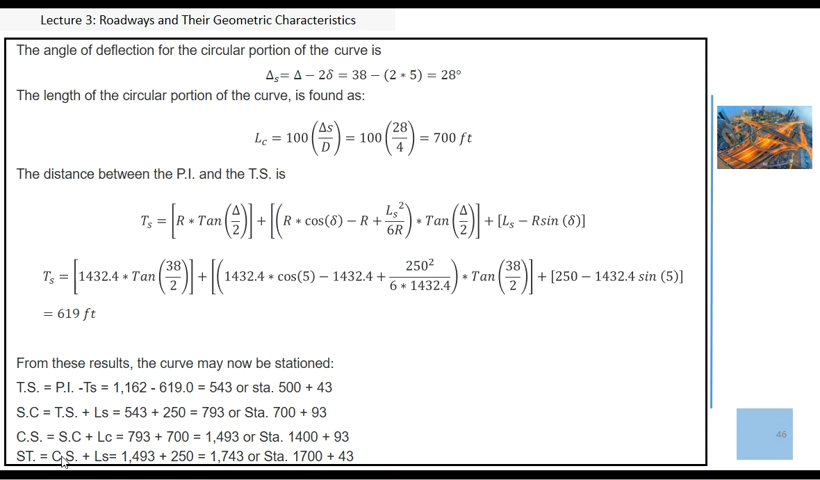 Lecture 3: Roadways and Their Geometric Characteristics
The angle of deflection for the circular portion of the curve is
Δₛ= Δ − 2δ = 38 − (2 ∗ 5) = 28°
The length of the circular portion of the curve, is found as:
L_c = 100 (Δs/D) = 100 (28/4) = 700 ft
The distance between the P.I. and the T.S. is
Tₛ = [R ∗ Tan (Δ/2)] + [(R ∗ cos(δ) − R + Lₛ²/6R) ∗ Tan (Δ/2)] + [Lₛ − Rsin (δ)]
Tₛ = [1432.4 ∗ Tan (38/2)] + [(1432.4 ∗ cos(5) − 1432.4 + 250²/6 ∗ 1432.4) ∗ Tan (38/2)] + [250 − 1432.4 sin (5)]
= 619 ft
From these results, the curve may now be stationed:
T.S. = P.I. -Ts = 1,162 - 619.0 = 543 or sta. 500 + 43
S.C = T.S. + Ls = 543 + 250 = 793 or Sta. 700 + 93
C.S. = S.C + Lc = 793 + 700 = 1,493 or Sta. 1400 + 93
ST. = C.S. + Ls= 1,493 + 250 = 1,743 or Sta. 1700 + 43
46